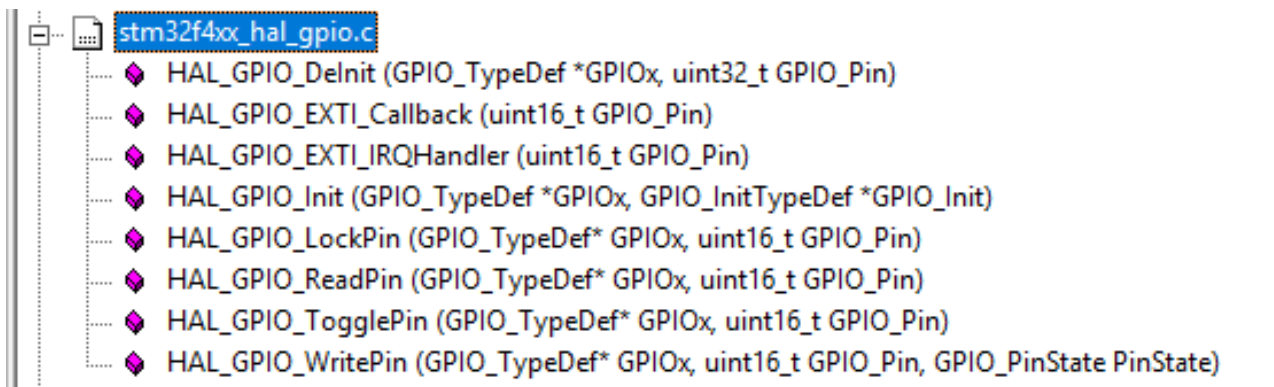 stm32f4xx_hal_gpio.c
HAL_GPIO_DeInit (GPIO_TypeDef *GPIOx, uint32_t GPIO_Pin)
HAL_GPIO_EXTI_Callback (uint16_t GPIO_Pin)
HAL_GPIO_EXTI_IRQHandler (uint16_t GPIO_Pin)
HAL_GPIO_Init (GPIO_TypeDef *GPIOx, GPIO_InitTypeDef *GPIO_Init)
HAL_GPIO_LockPin (GPIO_TypeDef* GPIOx, uint16_t GPIO_Pin)
HAL_GPIO_ReadPin (GPIO_TypeDef* GPIOx, uint16_t GPIO_Pin)
HAL_GPIO_TogglePin (GPIO_TypeDef* GPIOx, uint16_t GPIO_Pin)
HAL_GPIO_WritePin (GPIO_TypeDef* GPIOx, uint16_t GPIO_Pin, GPIO_PinState PinState)